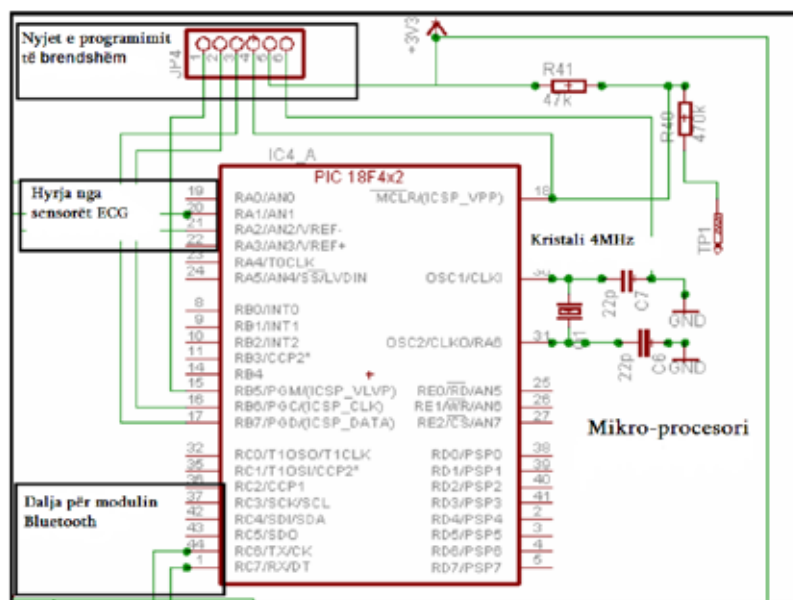 Nyjet e programimit
të brendshëm
JP4
1
2
3
4
5
6
+3V3
R41
47k
R40
470k
TP1
IC4_A
PIC 18F4x2
Hyrja nga
sensorët ECG
19 RA0/AN0
20 RA1/AN1
21 RA2/AN2/VREF-
22 RA3/AN3/VREF+
23 RA4/T0CLK
24 RA5/AN4/SS/LVDIN
8 RB0/INT0
9 RB1/INT1
10 RB2/INT2
11 RB3/CCP2*
14 RB4
15 RB5/PGM/(ICSP_VLVP)
16 RB6/PGC/(ICSP_CLK)
17 RB7/PGD/(ICSP_DATA)
32 RC0/T1OSO/T1CLK
35 RC1/T1OSI/CCP2*
36 RC2/CCP1
37 RC3/SCK/SCL
42 RC4/SDI/SDA
43 RC5/SDO
44 RC6/TX/CK
1 RC7/RX/DT
Dalja për modulin
Bluetooth
MCLR/(ICSP_VPP) 18
Kristali 4MHz
OSC1/CLKI 30
22p
C7
GND
OSC2/CLKO/RA6 31
22p
C6
GND
RE0/RD/AN5 25
RE1/WR/AN6 26
RE2/CS/AN7 27
Mikro-procesori
RD0/PSP0 38
RD1/PSP1 39
RD2/PSP2 40
RD3/PSP3 41
RD4/PSP4 2
RD5/PSP5 3
RD6/PSP6 4
RD7/PSP7 5